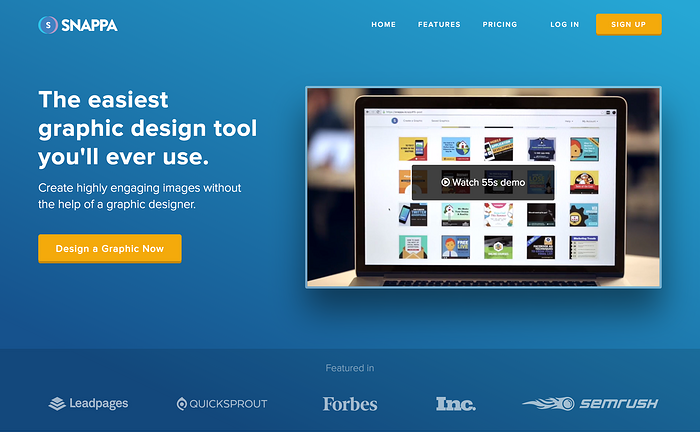 S SNAPPA
HOME FEATURES PRICING LOG IN SIGN UP
The easiest
graphic design tool
you'll ever use.
Create highly engaging images without
the help of a graphic designer.
Design a Graphic Now
Watch 55s demo
FREE
Featured in
Leadpages QUICKSPROUT Forbes Inc. semrush